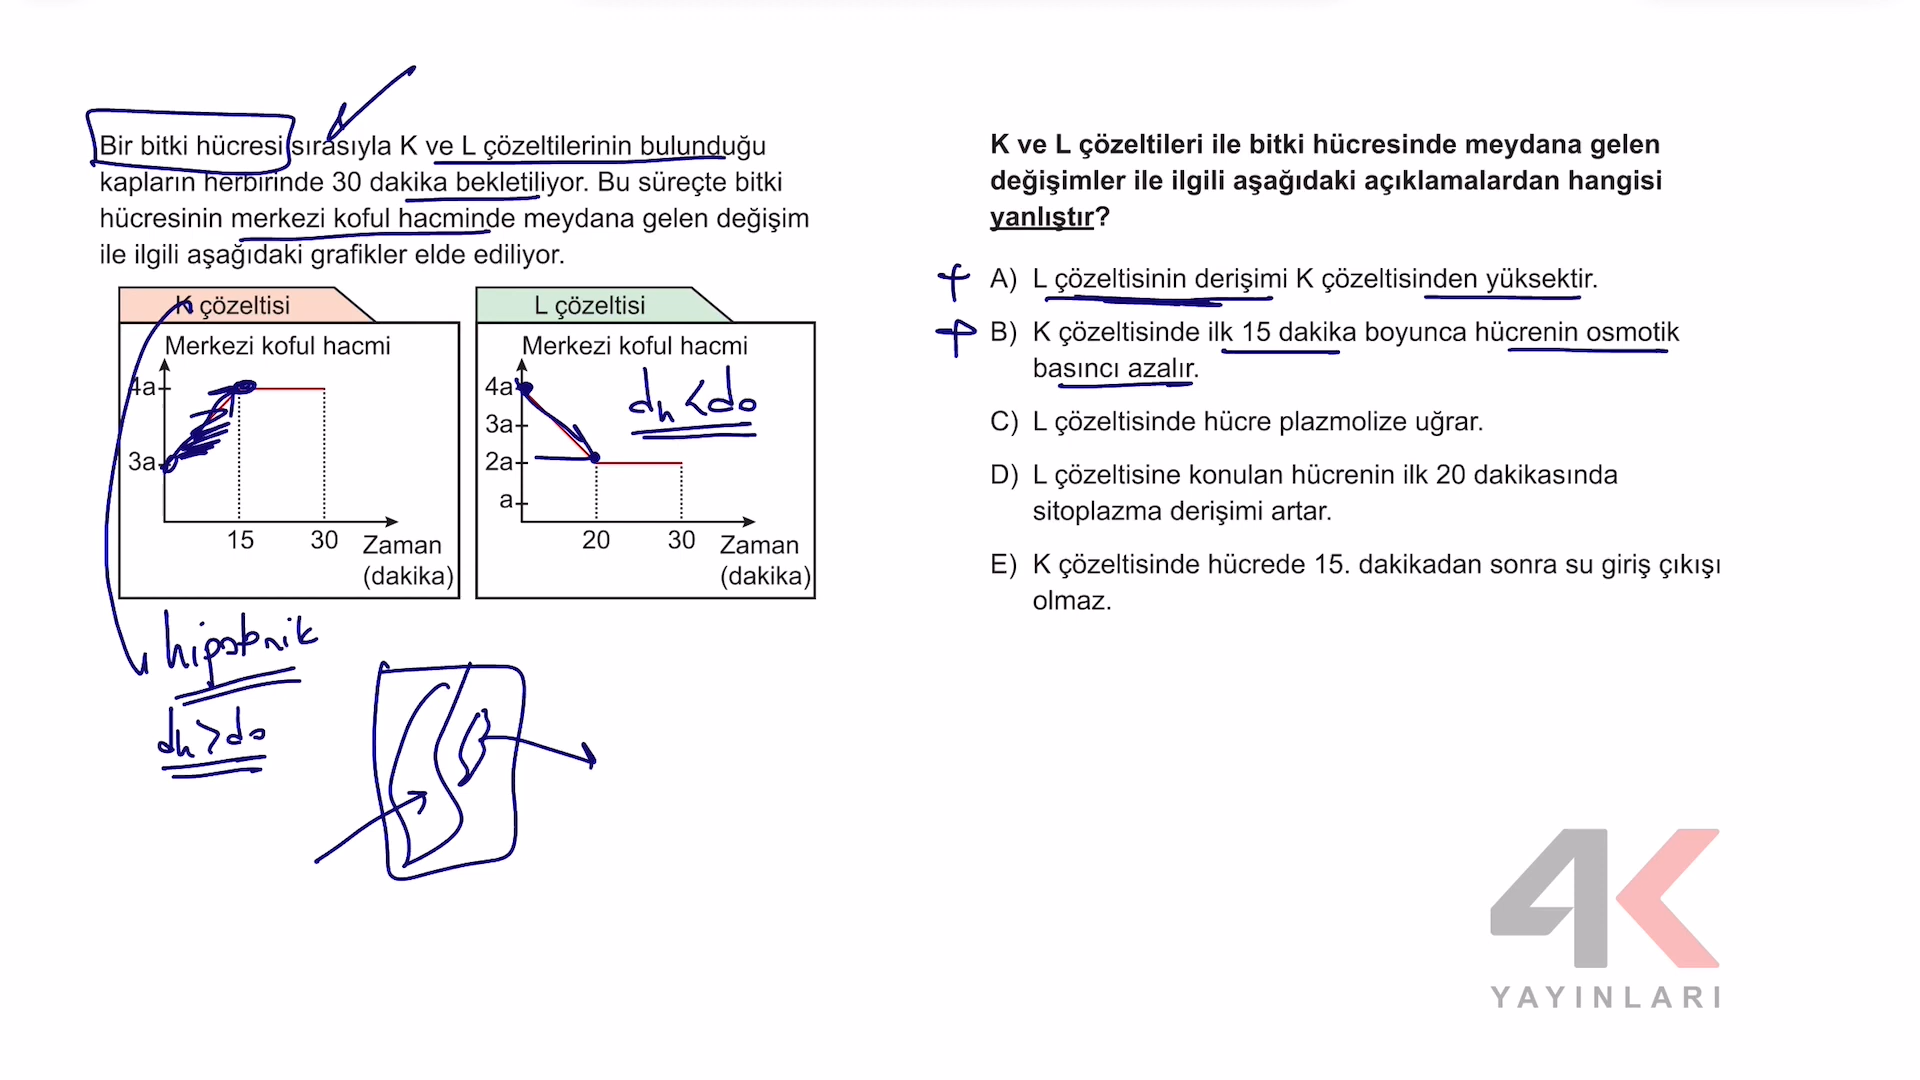 Bir bitki hücresi sırasıyla K ve L çözeltilerinin bulunduğu
kapların herbirinde 30 dakika bekletiliyor. Bu süreçte bitki
hücresinin merkezi koful hacminde meydana gelen değişim
ile ilgili aşağıdaki grafikler elde ediliyor.
K çözeltisi
Merkezi koful hacmi
4a
3a
15
30
Zaman
(dakika)
L çözeltisi
Merkezi koful hacmi
4a
3a
2a
a
dh < do
20
30
Zaman
(dakika)
hipotonik
dh > do
K ve L çözeltileri ile bitki hücresinde meydana gelen
değişimler ile ilgili aşağıdaki açıklamalardan hangisi
yanlıştır?
+ A) L çözeltisinin derişimi K çözeltisinden yüksektir.
+ B) K çözeltisinde ilk 15 dakika boyunca hücrenin osmotik
basıncı azalır.
C) L çözeltisinde hücre plazmolize uğrar.
D) L çözeltisine konulan hücrenin ilk 20 dakikasında
sitoplazma derişimi artar.
E) K çözeltisinde hücrede 15. dakikadan sonra su giriş çıkışı
olmaz.
4K
YAYINLARI